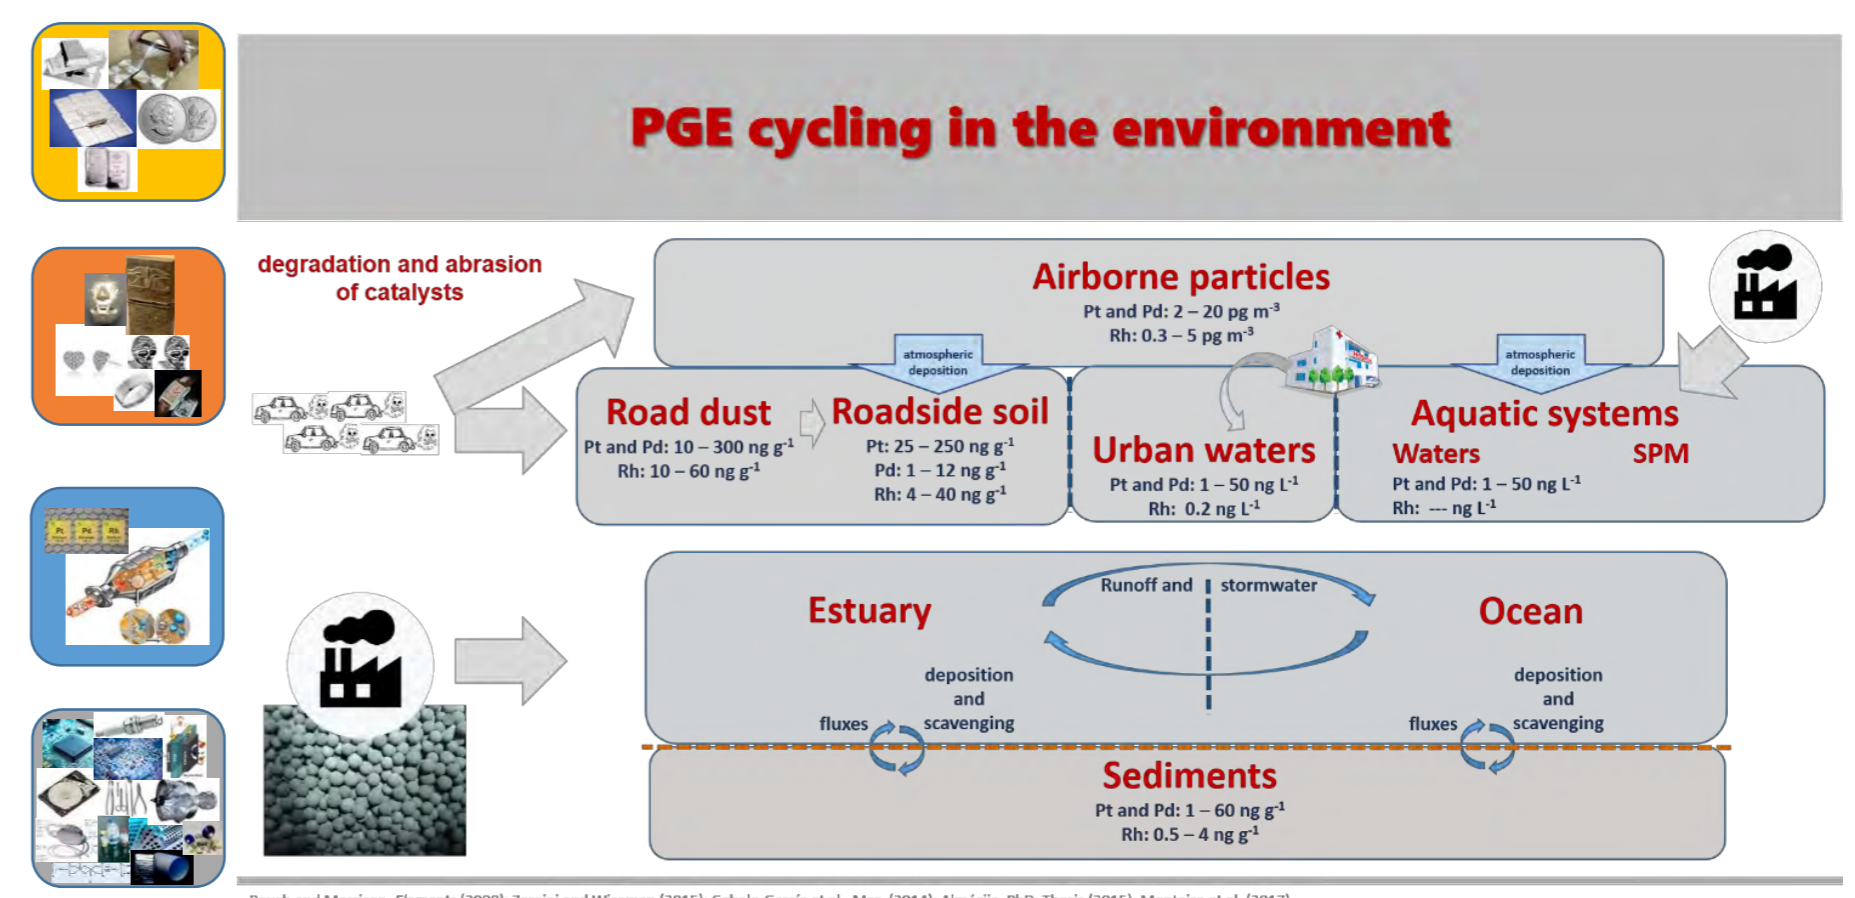 PGE cycling in the environment
degradation and abrasion
of catalysts
Airborne particles
Pt and Pd: 2 – 20 pg m⁻³
Rh: 0.3 – 5 pg m⁻³
atmospheric
deposition
atmospheric
deposition
Road dust
Pt and Pd: 10 – 300 ng g⁻¹
Rh: 10 – 60 ng g⁻¹
Roadside soil
Pt: 25 – 250 ng g⁻¹
Pd: 1 – 12 ng g⁻¹
Rh: 4 – 40 ng g⁻¹
Urban waters
Pt and Pd: 1 – 50 ng L⁻¹
Rh: 0.2 ng L⁻¹
Aquatic systems
Waters SPM
Pt and Pd: 1 – 50 ng L⁻¹
Rh: --- ng L⁻¹
Pt Pd Rh
Runoff and stormwater
Estuary
Ocean
deposition
and
fluxes scavenging
deposition
and
fluxes scavenging
Sediments
Pt and Pd: 1 – 60 ng g⁻¹
Rh: 0.5 – 4 ng g⁻¹